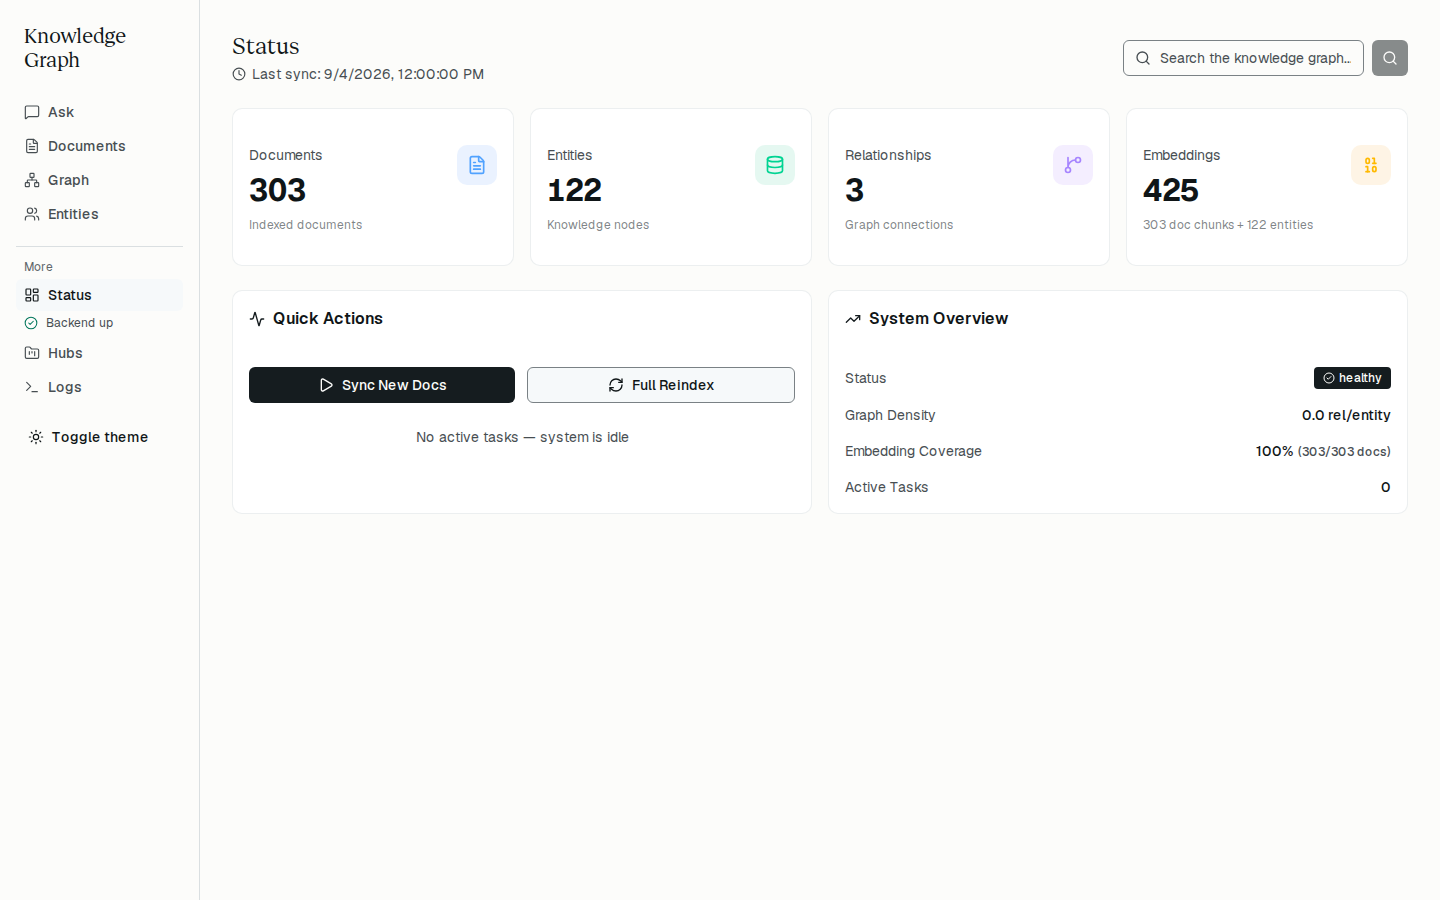 Knowledge
Graph
Ask
Documents
Graph
Entities
More
Status
Backend up
Hubs
Logs
Toggle theme
Status
Last sync: 9/4/2026, 12:00:00 PM
Search the knowledge graph...
Documents
303
Indexed documents
Entities
122
Knowledge nodes
Relationships
3
Graph connections
Embeddings
01
10
425
303 doc chunks + 122 entities
Quick Actions
Sync New Docs
Full Reindex
No active tasks — system is idle
System Overview
Status
healthy
Graph Density
0.0 rel/entity
Embedding Coverage
100% (303/303 docs)
Active Tasks
0